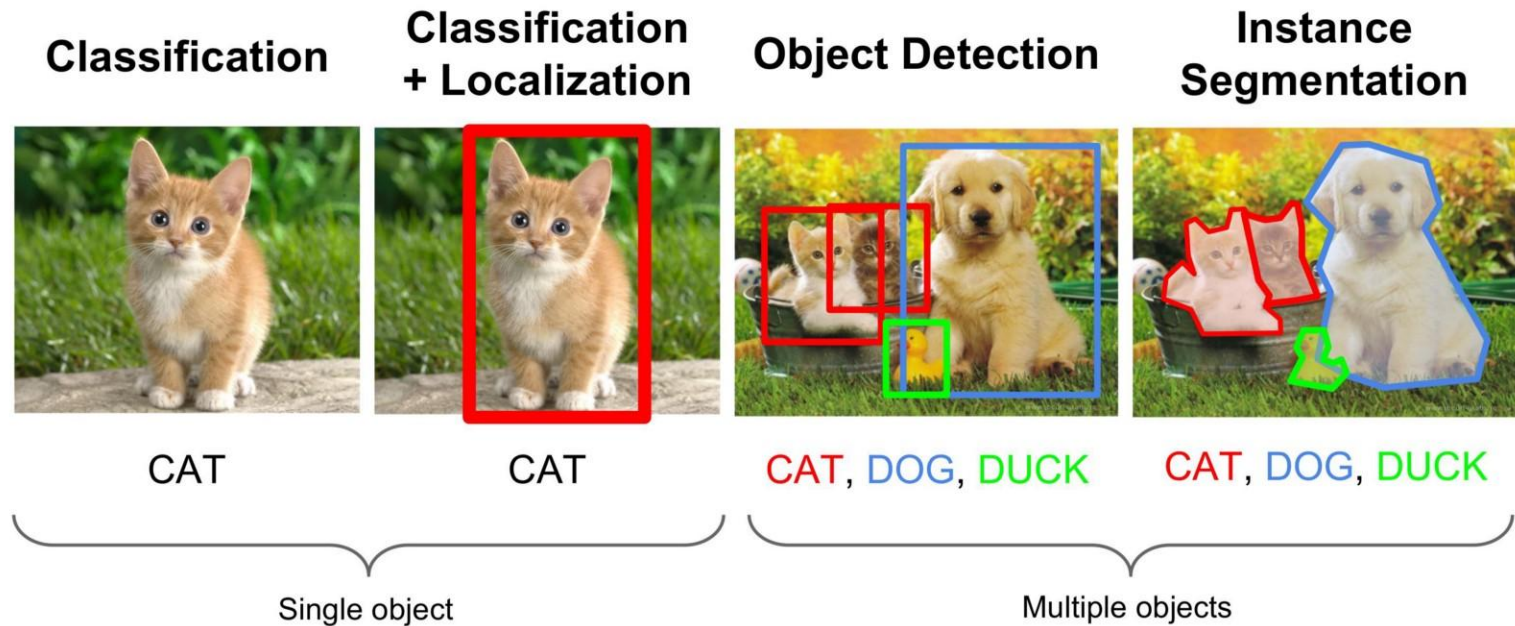 Classification
Classification
+ Localization
Object Detection
Instance
Segmentation
CAT
CAT
CAT, DOG, DUCK
CAT, DOG, DUCK
Single object
Multiple objects